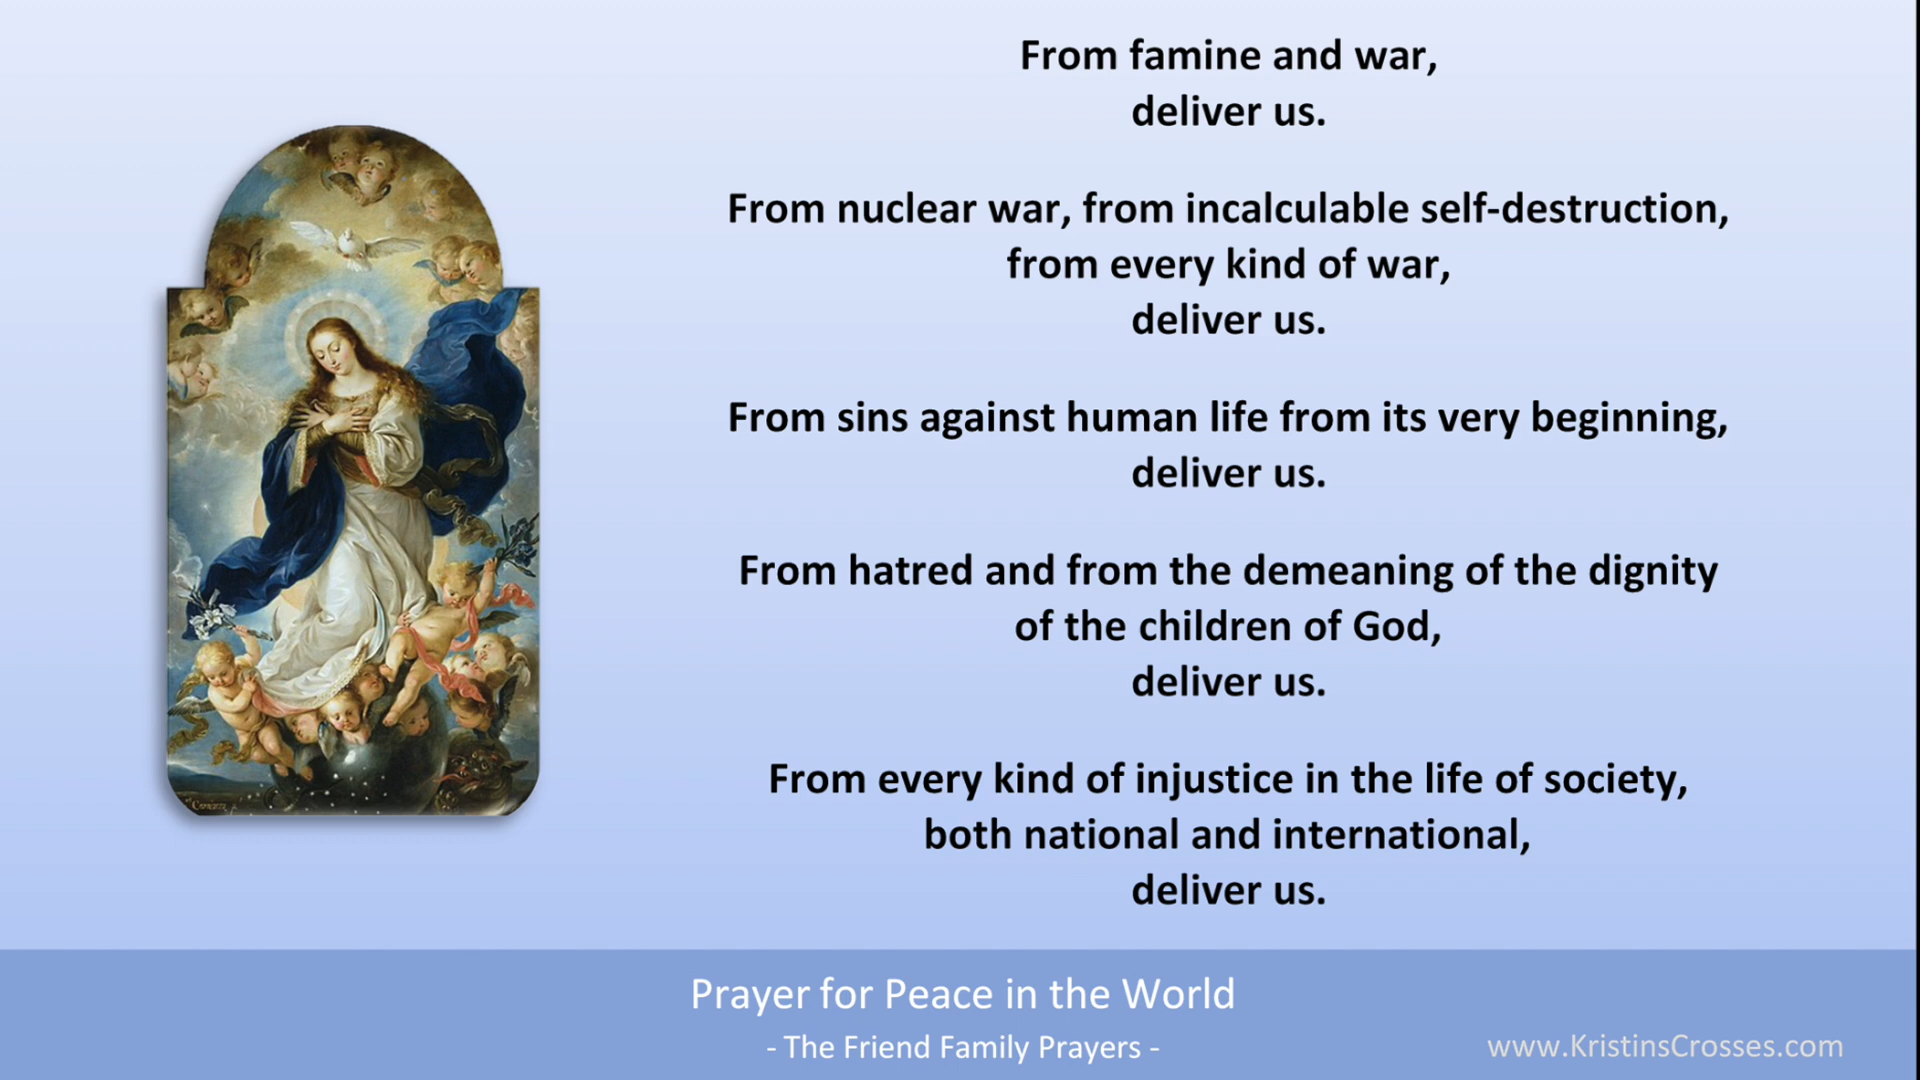 From famine and war,
deliver us.
From nuclear war, from incalculable self-destruction,
from every kind of war,
deliver us.
From sins against human life from its very beginning,
deliver us.
From hatred and from the demeaning of the dignity
of the children of God,
deliver us.
From every kind of injustice in the life of society,
both national and international,
deliver us.
Prayer for Peace in the World
- The Friend Family Prayers -
www.KristinsCrosses.com